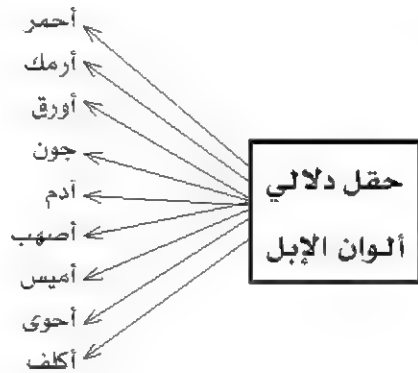 حقل دلالي
ألوان الإبل
أحمر
أرمك
أورق
جون
آدم
أصهب
أميس
أحوى
أكلف